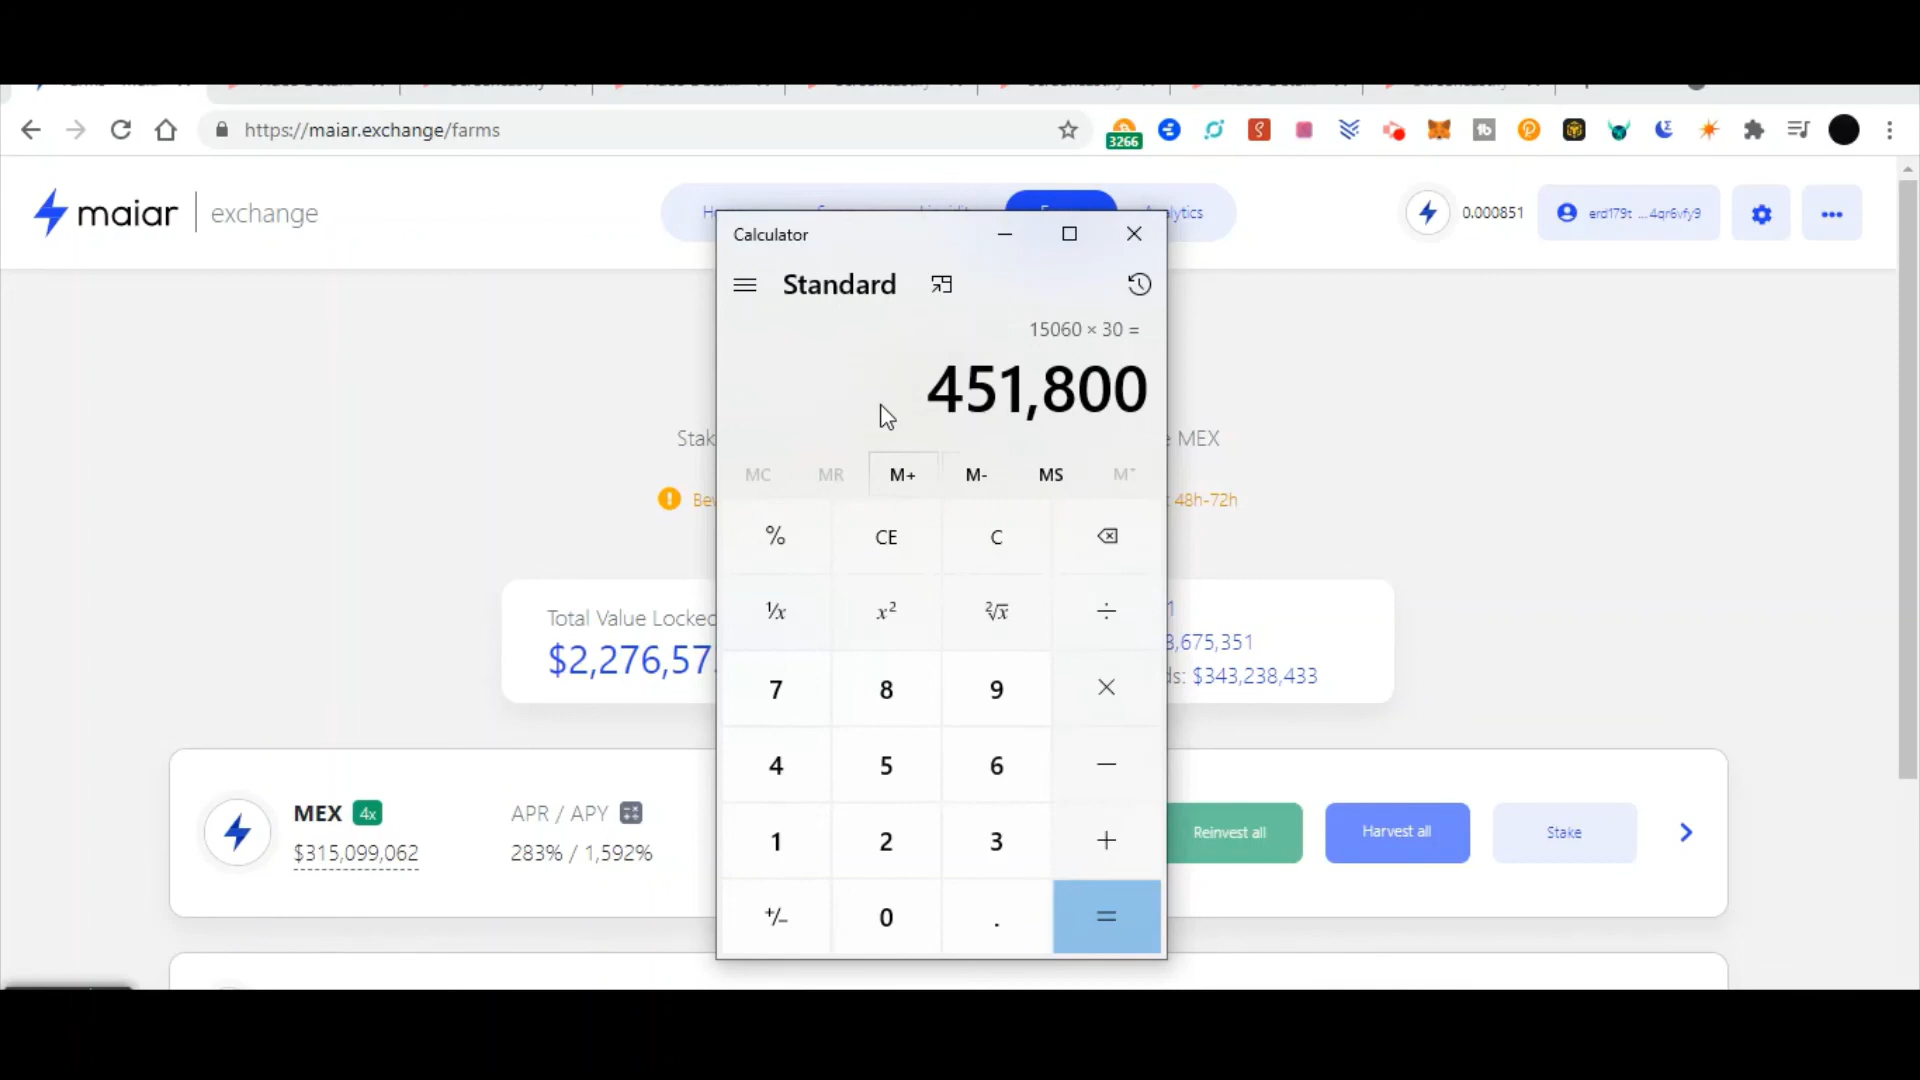 https://maiar.exchange/farms
3266
maiar exchange
0.000851
erd179t ...4qr6vfy9
Calculator
Standard
15060 × 30 =
451,800
MEX
MC MR M+ M- MS M˅
48h-72h
% CE C
⅟x x² ²√x ÷
Total Value Locked
$2,276,57
3,675,351
$343,238,433
7 8 9 ×
4 5 6 −
1 2 3 +
+/− 0 . =
MEX 4x
$315,099,062
APR / APY
283% / 1,592%
Reinvest all
Harvest all
Stake